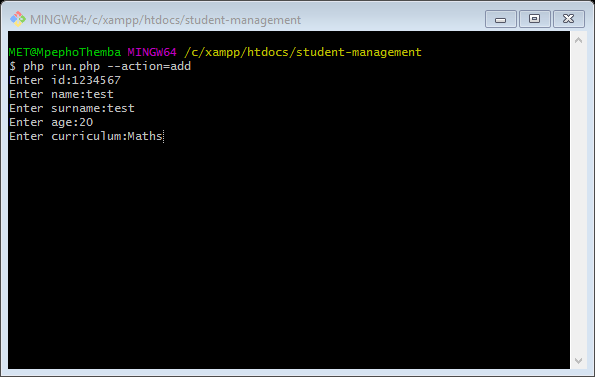 MINGW64:/c/xampp/htdocs/student-management
MET@MpephoThemba MINGW64 /c/xampp/htdocs/student-management
$ php run.php --action=add
Enter id:1234567
Enter name:test
Enter surname:test
Enter age:20
Enter curriculum:Maths